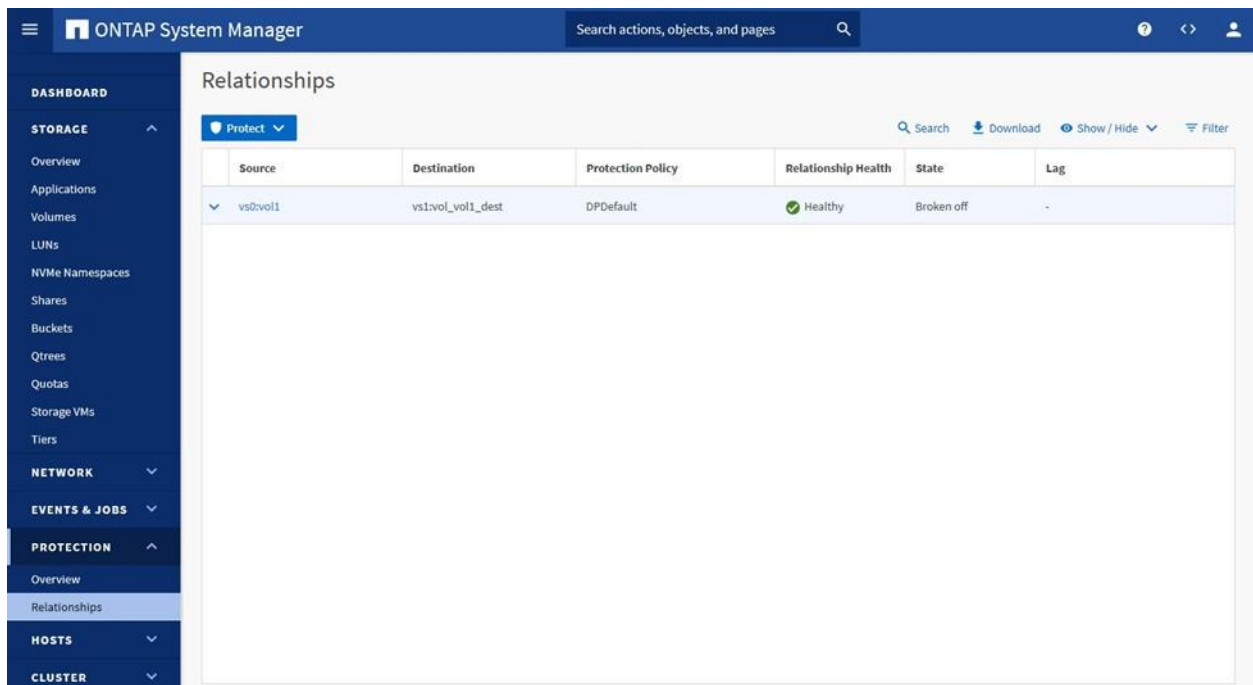 ONTAP System Manager
Search actions, objects, and pages
DASHBOARD
STORAGE
Overview
Applications
Volumes
LUNs
NVMe Namespaces
Shares
Buckets
Qtrees
Quotas
Storage VMs
Tiers
NETWORK
EVENTS & JOBS
PROTECTION
Overview
Relationships
HOSTS
CLUSTER
Relationships
Protect
Search Download Show / Hide Filter
Source Destination Protection Policy Relationship Health State Lag
vs0:vol1 vs1:vol_vol1_dest DPDefault Healthy Broken off -